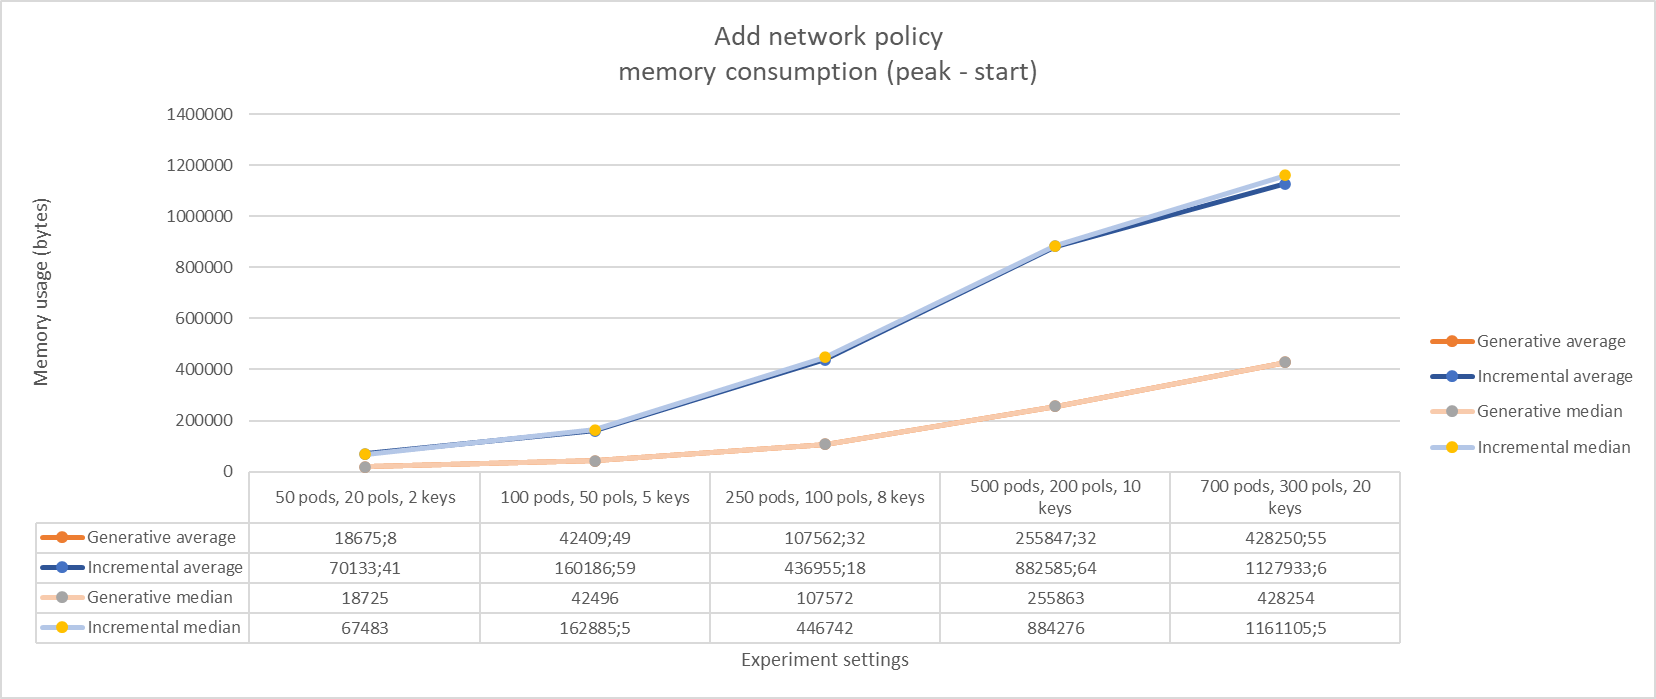 Add network policy
memory consumption (peak - start)
1400000
1200000
1000000
800000
600000
400000
200000
0
Memory usage (bytes)
Generative average
Incremental average
Generative median
Incremental median
50 pods, 20 pols, 2 keys
100 pods, 50 pols, 5 keys
250 pods, 100 pols, 8 keys
500 pods, 200 pols, 10
keys
700 pods, 300 pols, 20
keys
Generative average 18675;8 42409;49 107562;32 255847;32 428250;55
Incremental average 70133;41 160186;59 436955;18 882585;64 1127933;6
Generative median 18725 42496 107572 255863 428254
Incremental median 67483 162885;5 446742 884276 1161105;5
Experiment settings